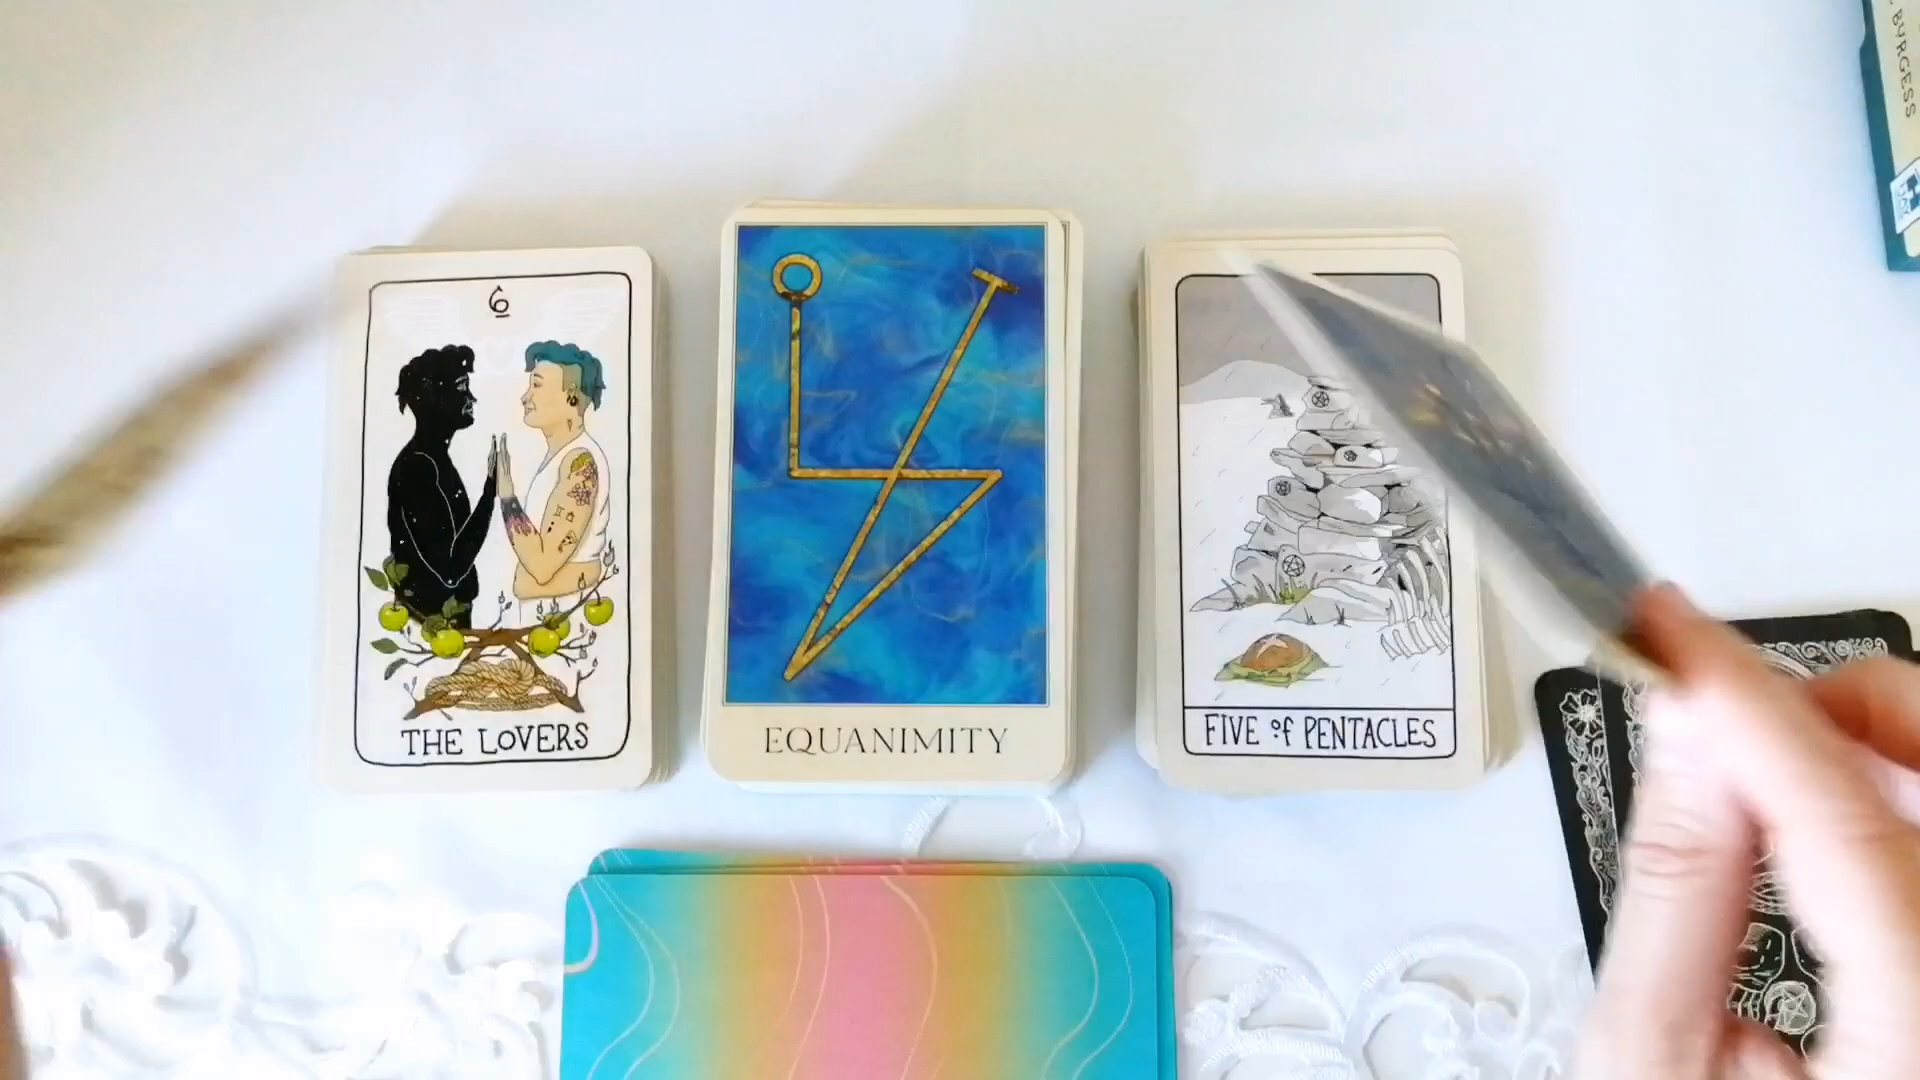 6
THE LOVERS
EQUANIMITY
FIVE of PENTACLES
BURGESS